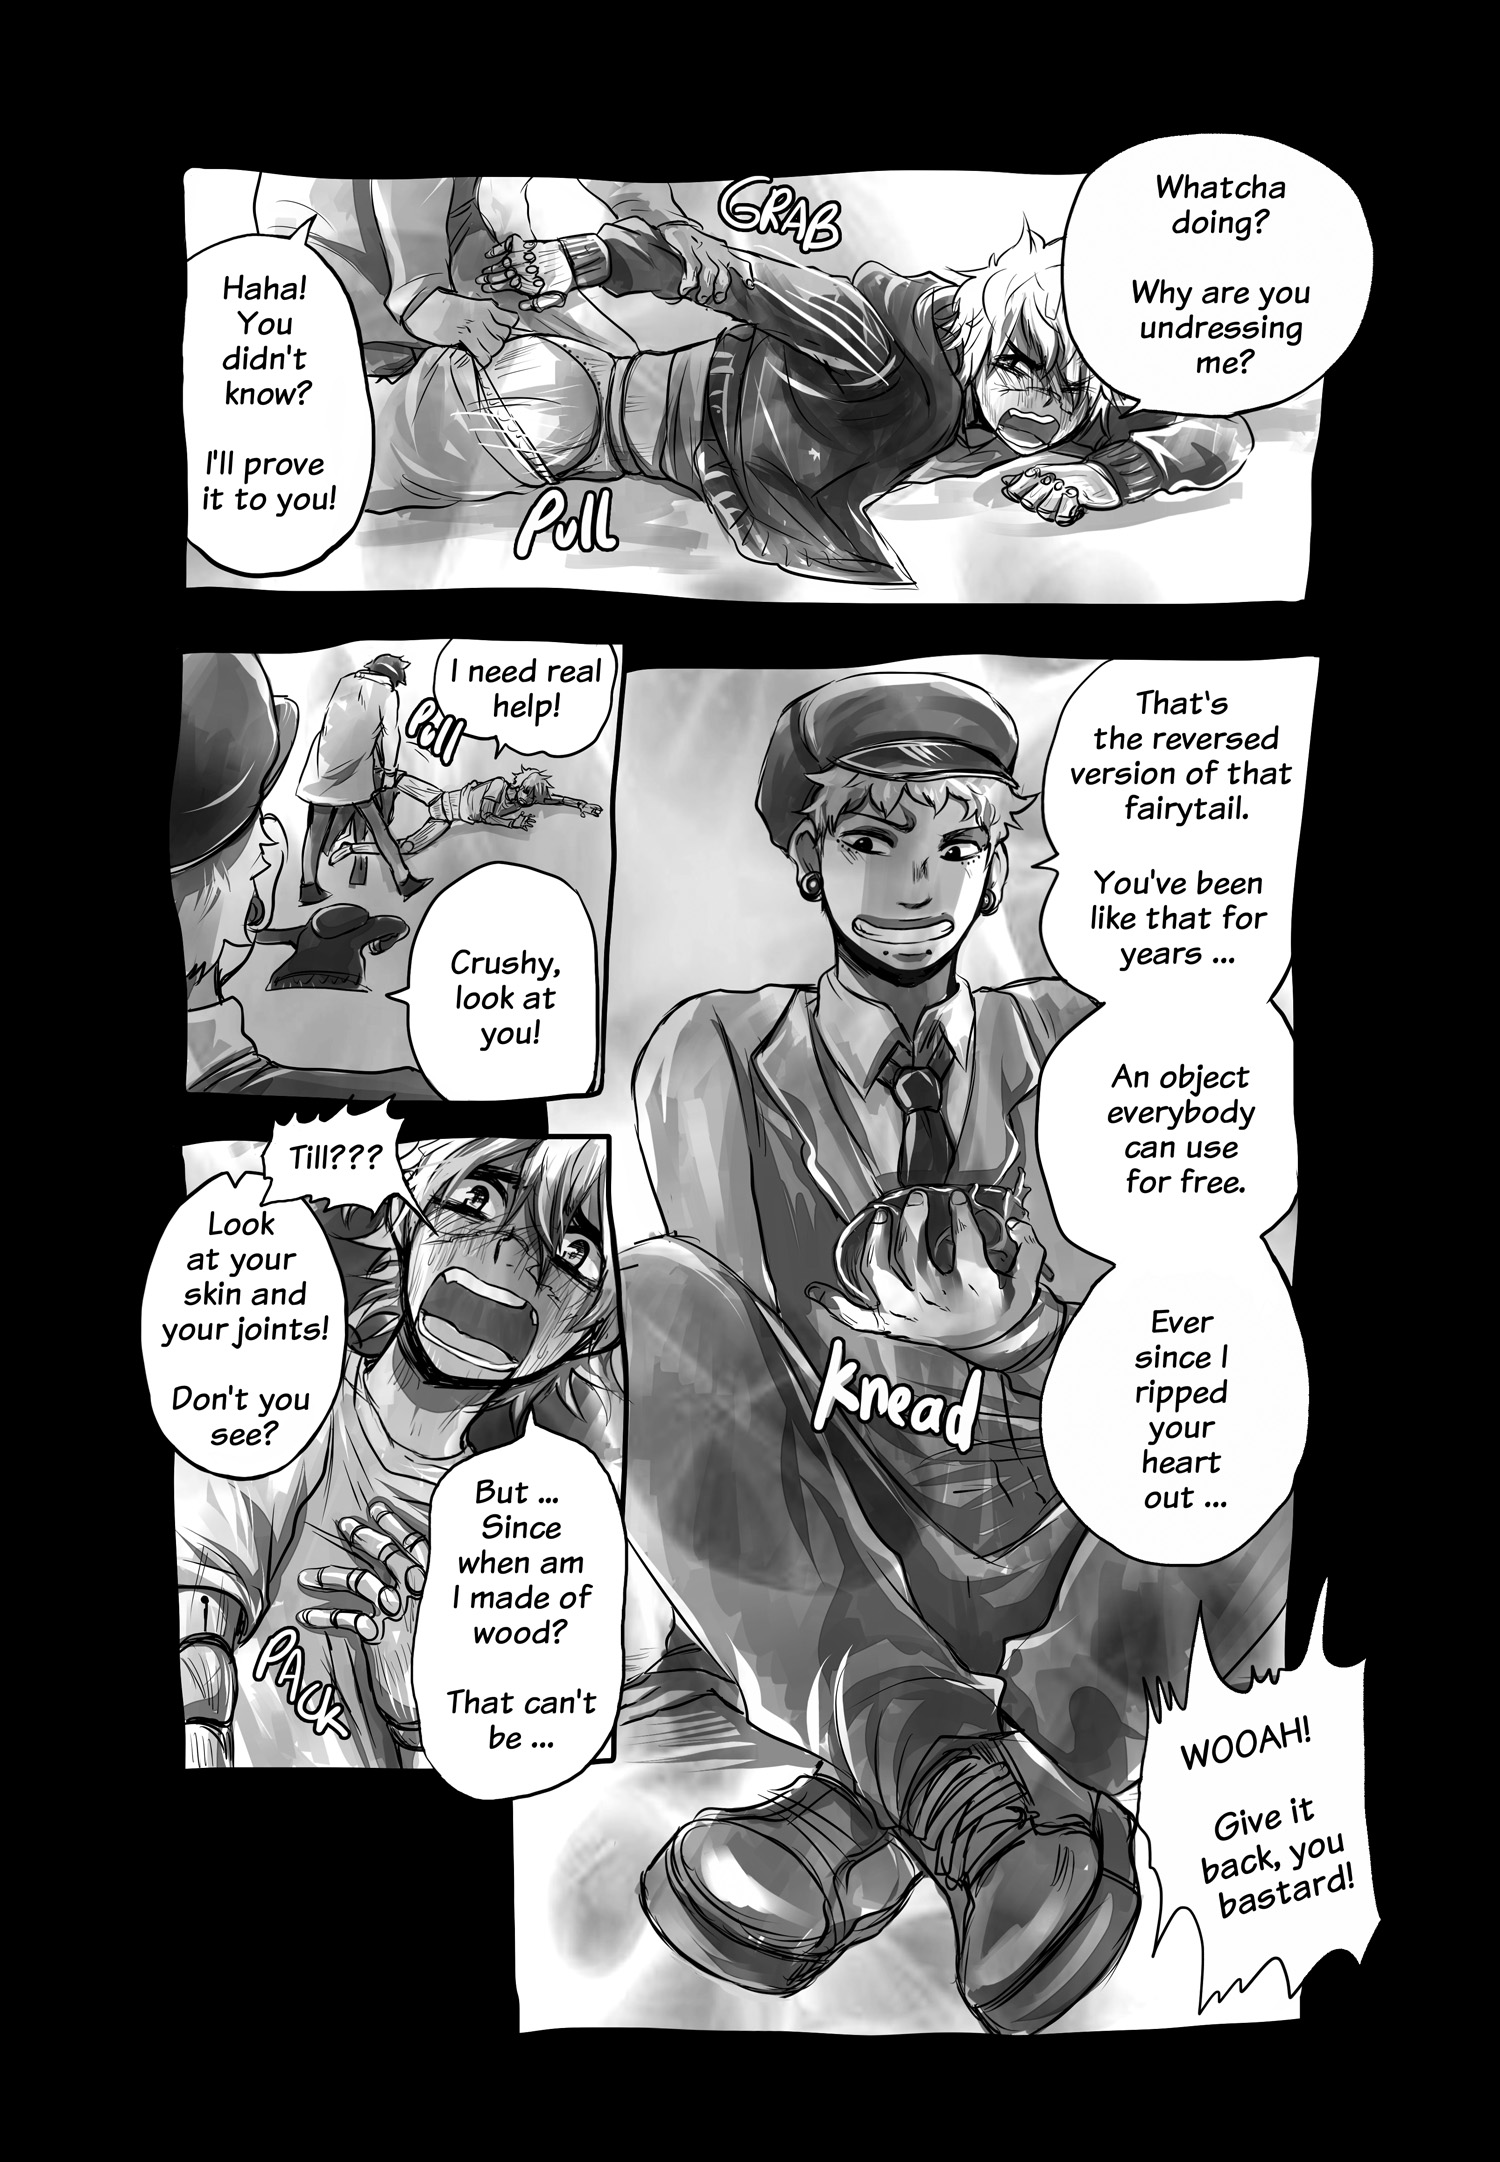 GRAB
Whatcha
doing?
Why are you
undressing
me?
Haha!
You
didn't
know?
I'll prove
it to you!
Pull
I need real
help!
Pull
Crushy,
look at
you!
That's
the reversed
version of that
fairytail.
You've been
like that for
years ...
An object
everybody
can use
for free.
Ever
since I
ripped
your
heart
out ...
Knead
Till???
Look
at your
skin and
your joints!
Don't you
see?
But ...
Since
when am
I made of
wood?
That can't
be ...
PACK
WOOAH!
Give it
back, you
bastard!